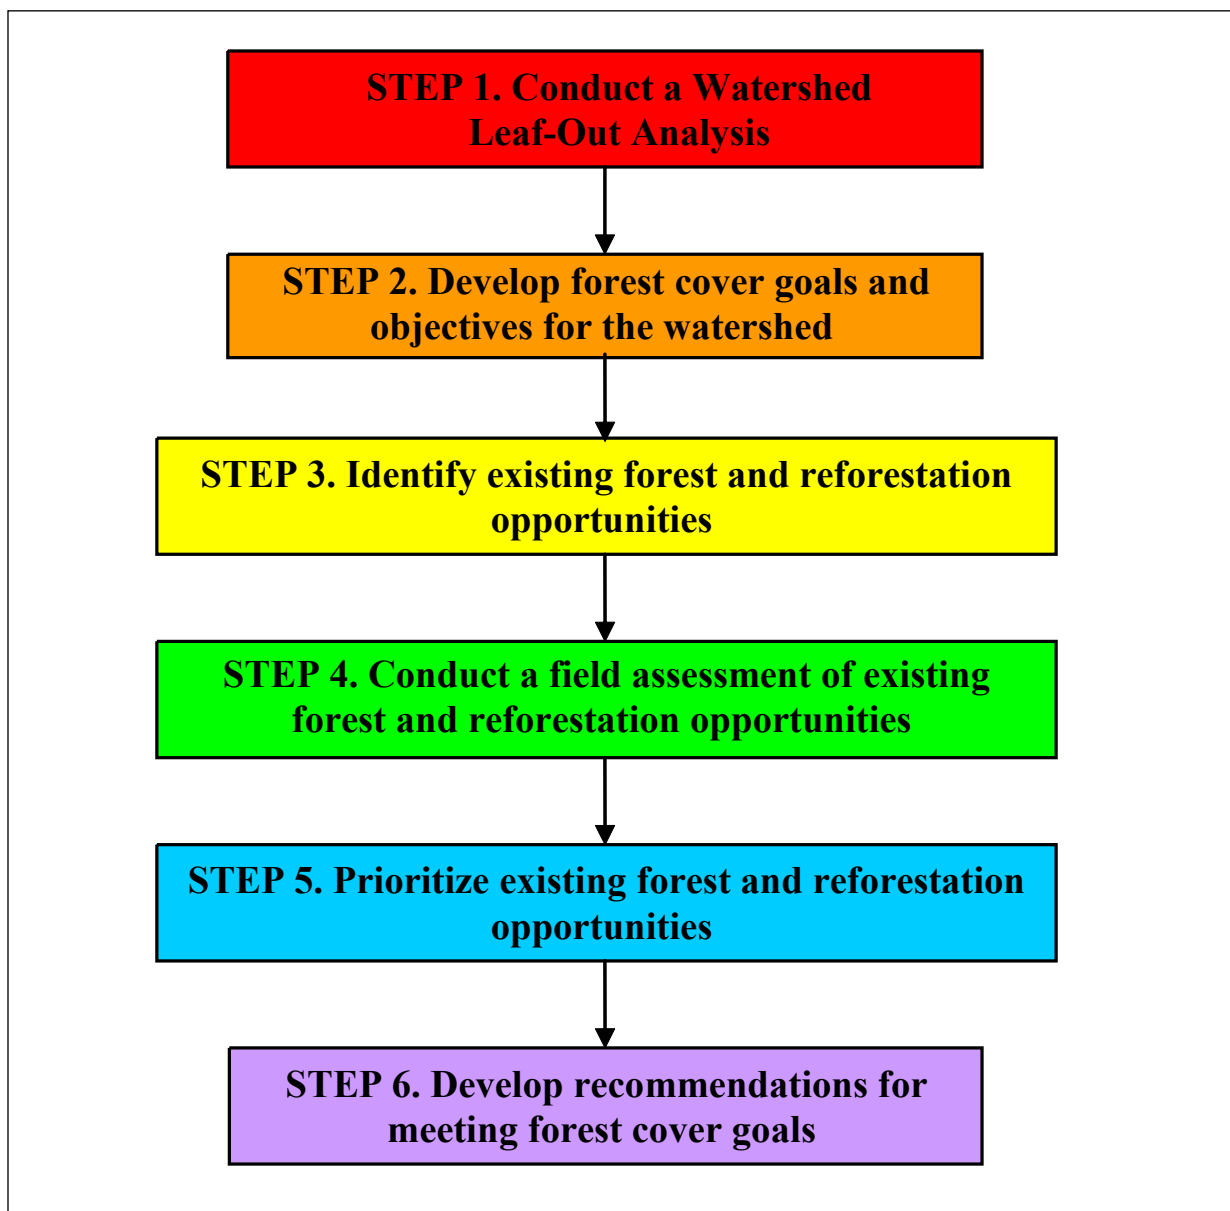 STEP 1. Conduct a Watershed
Leaf-Out Analysis
STEP 2. Develop forest cover goals and
objectives for the watershed
STEP 3. Identify existing forest and reforestation
opportunities
STEP 4. Conduct a field assessment of existing
forest and reforestation opportunities
STEP 5. Prioritize existing forest and reforestation
opportunities
STEP 6. Develop recommendations for
meeting forest cover goals